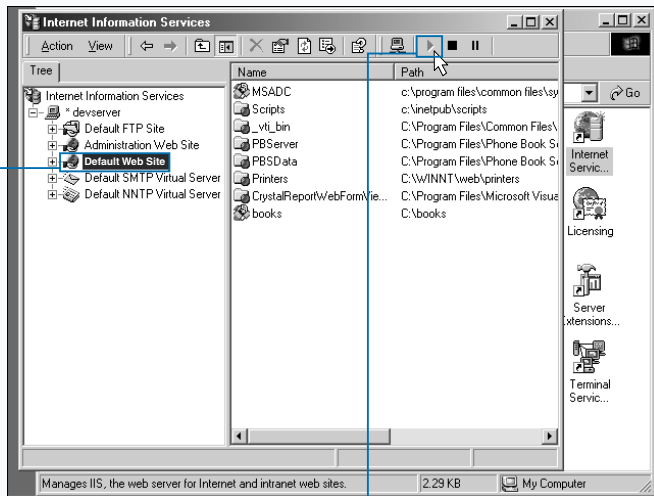 Internet Information Services
Action View
Tree
Name Path
Internet Information Services
* devserver
Default FTP Site
Administration Web Site
Default Web Site
Default SMTP Virtual Server
Default NNTP Virtual Server
MSADC c:\program files\common files\sy
Scripts c:\inetpub\scripts
_vti_bin C:\Program Files\Common Files\
PBServer C:\Program Files\Phone Book S
PBSData C:\Program Files\Phone Book S
Printers C:\WINNT\web\printers
CrystalReportWebFormVie... C:\Program Files\Microsoft Visua
books C:\books
Go
Internet
Servic...
Licensing
Server
Extensions...
Terminal
Servic...
Manages IIS, the web server for Internet and intranet web sites. 2.29 KB My Computer